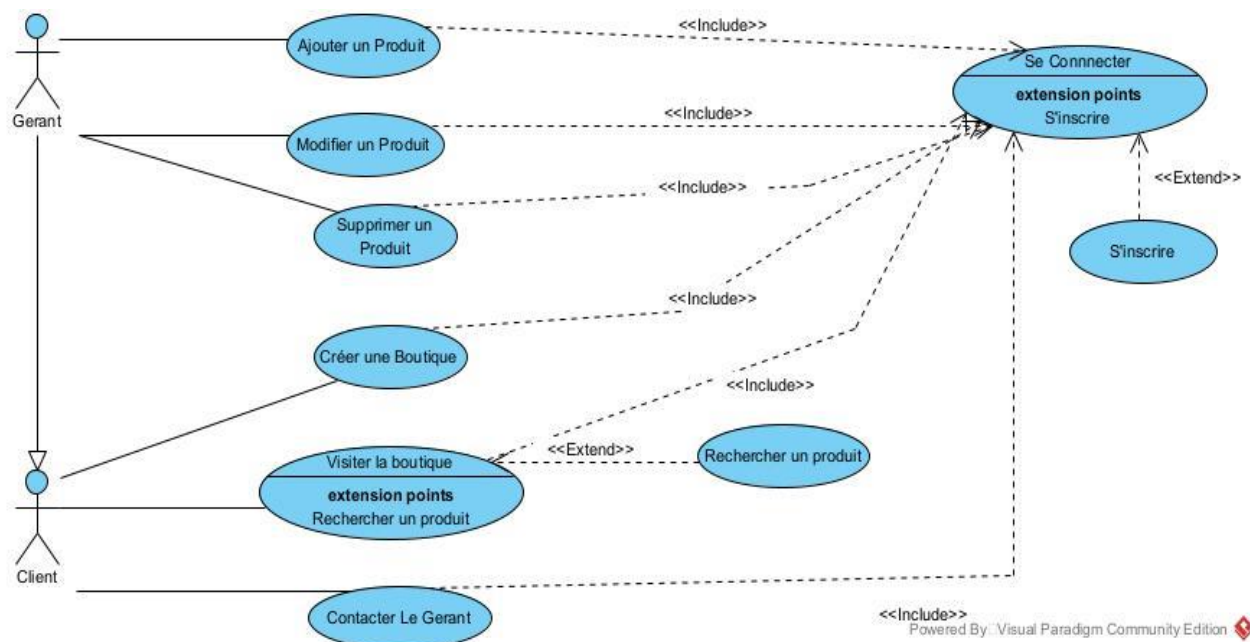 Gerant
Ajouter un Produit
<<Include>>
Se Connnecter
extension points
S'inscrire
Modifier un Produit
<<Include>>
Supprimer un
Produit
<<Include>>
<<Extend>>
S'inscrire
Créer une Boutique
<<Include>>
<<Include>>
Visiter la boutique
extension points
Rechercher un produit
<<Extend>>
Rechercher un produit
Client
Contacter Le Gerant
<<Include>>
Powered By Visual Paradigm Community Edition